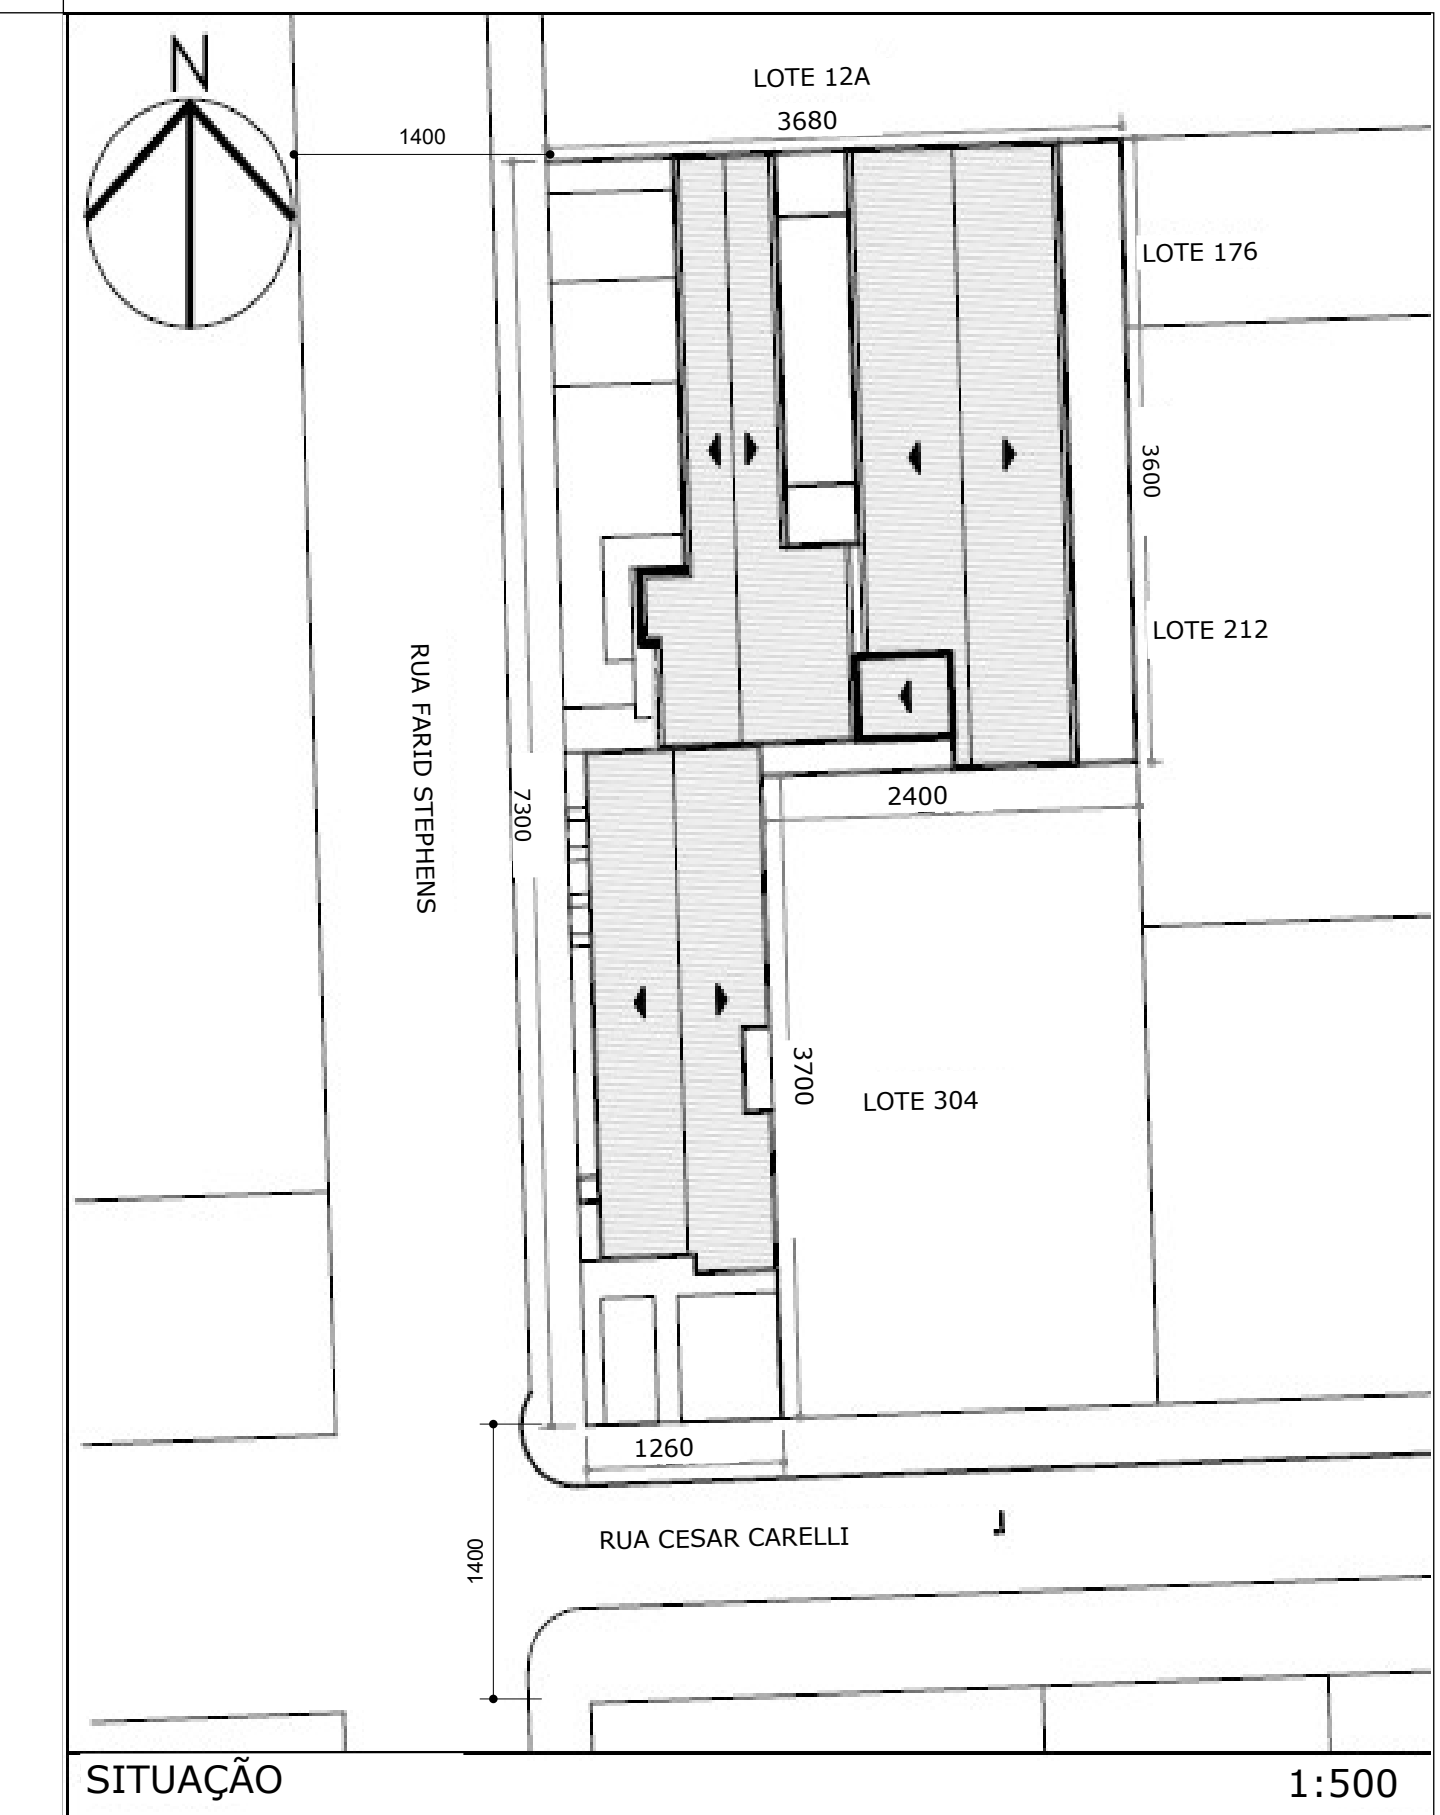 N
LOTE 12A
3680
1400
LOTE 176
3600
LOTE 212
RUA FARID STEPHENS
7300
2400
3700
LOTE 304
1260
RUA CESAR CARELLI
1400
SITUAÇÃO
1:500